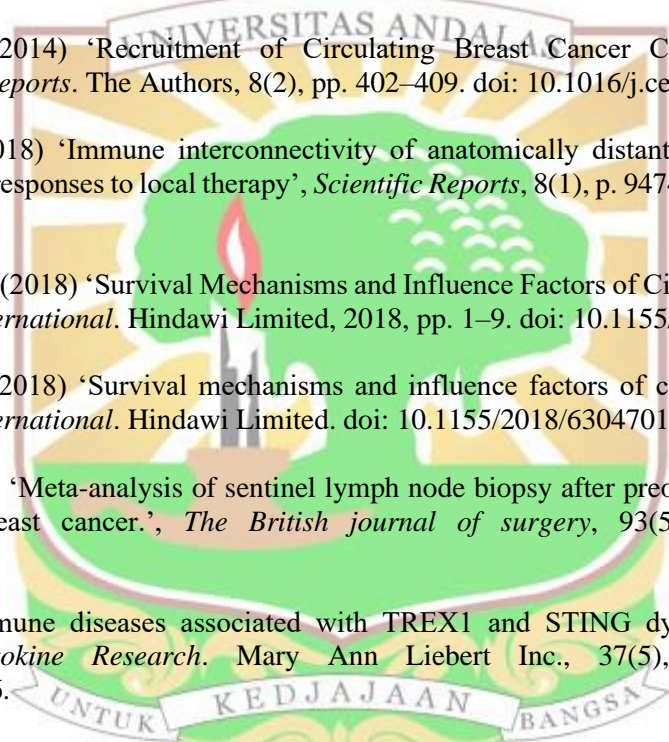 UNIVERSITAS ANDALAS
2014) ‘Recruitment of Circulating Breast Cancer C
eports. The Authors, 8(2), pp. 402–409. doi: 10.1016/j.ce
018) ‘Immune interconnectivity of anatomically distant
responses to local therapy’, Scientific Reports, 8(1), p. 947
(2018) ‘Survival Mechanisms and Influence Factors of Ci
ernational. Hindawi Limited, 2018, pp. 1–9. doi: 10.1155/
2018) ‘Survival mechanisms and influence factors of c
ernational. Hindawi Limited. doi: 10.1155/2018/6304701
‘Meta-analysis of sentinel lymph node biopsy after preo
east cancer.’, The British journal of surgery, 93(5
mmune diseases associated with TREX1 and STING dy
tokine Research. Mary Ann Liebert Inc., 37(5),
UNTUK KEDJAJAAN BANGSA